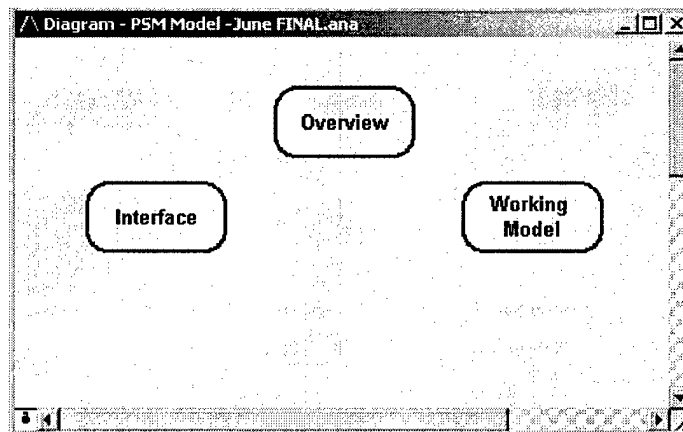 Diagram - PSM Model -June FINAL.ana
Overview
Interface
Working
Model